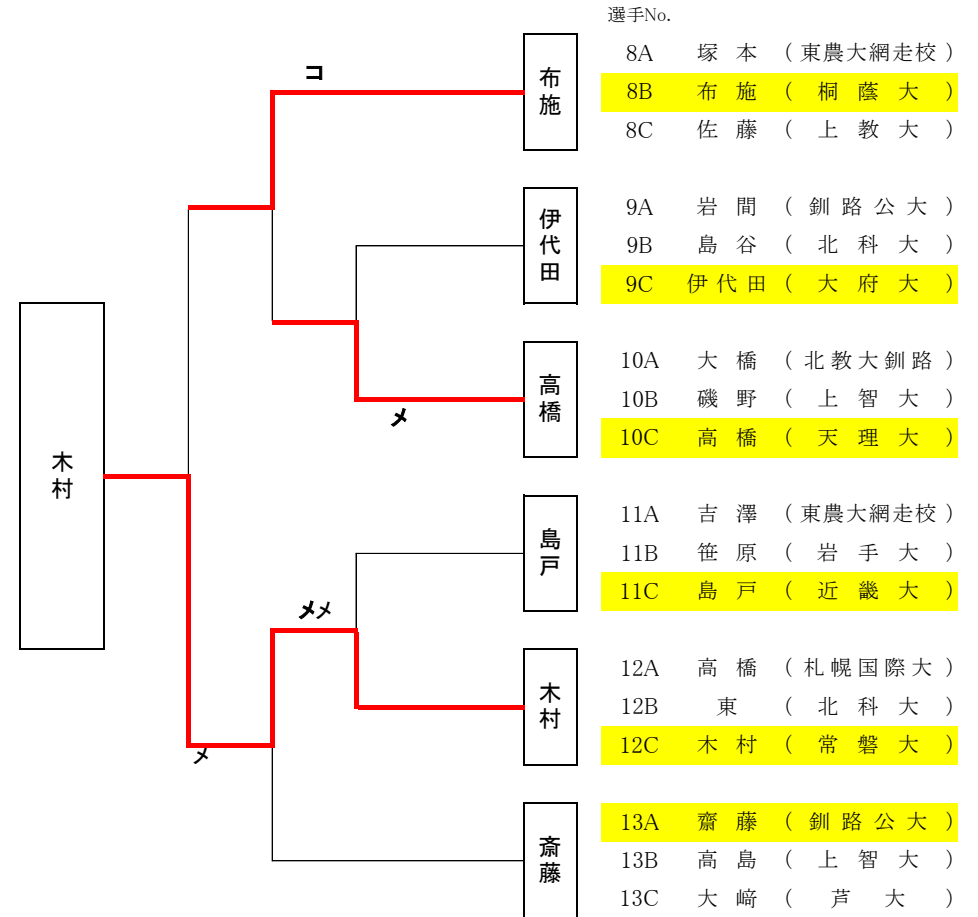 選手No.
8A 塚本 (東農大網走校)
コ
布施
8B 布施 (桐蔭大)
8C 佐藤 (上教大)
9A 岩間 (釧路公大)
伊代田
9B 島谷 (北科大)
9C 伊代田 (大府大)
10A 大橋 (北教大釧路)
高橋
10B 磯野 (上智大)
メ
10C 高橋 (天理大)
木村
11A 吉澤 (東農大網走校)
島戸
11B 笹原 (岩手大)
11C 島戸 (近畿大)
メメ
12A 高橋 (札幌国際大)
木村
12B 東 (北科大)
12C 木村 (常磐大)
メ
13A 齋藤 (釧路公大)
斎藤
13B 高島 (上智大)
13C 大﨑 (芦大)